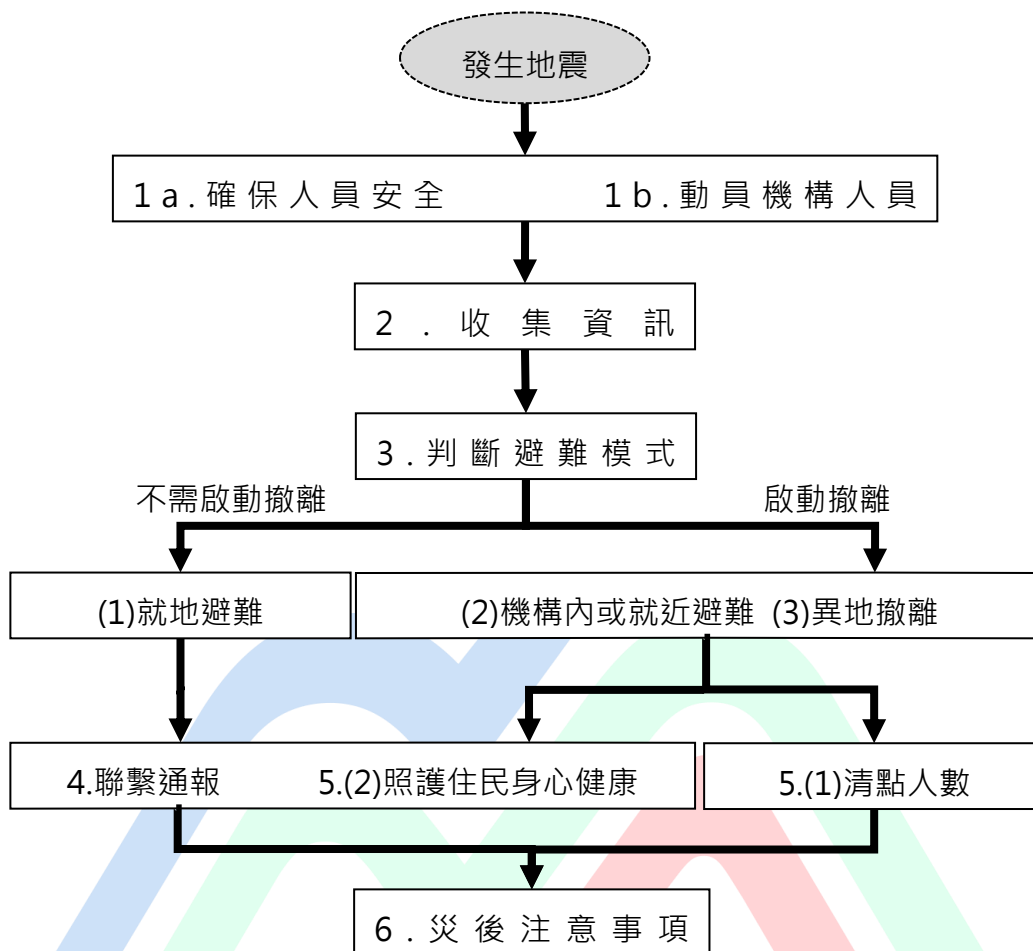 發生地震
1a.確保人員安全 1b.動員機構人員
2.收集資訊
3.判斷避難模式
不需啟動撤離 啟動撤離
(1)就地避難 (2)機構內或就近避難 (3)異地撤離
4.聯繫通報 5.(2)照護住民身心健康 5.(1)清點人數
6.災後注意事項